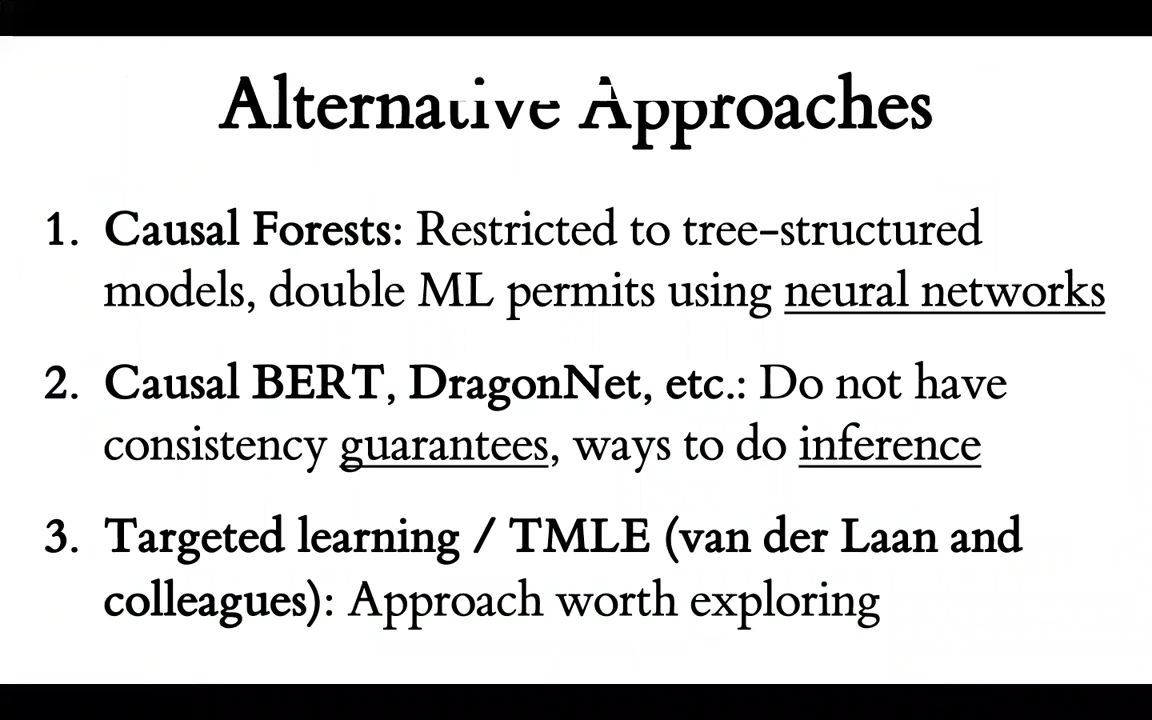 Alternative Approaches
1. Causal Forests: Restricted to tree-structured
models, double ML permits using neural networks
2. Causal BERT, DragonNet, etc.: Do not have
consistency guarantees, ways to do inference
3. Targeted learning / TMLE (van der Laan and
colleagues): Approach worth exploring